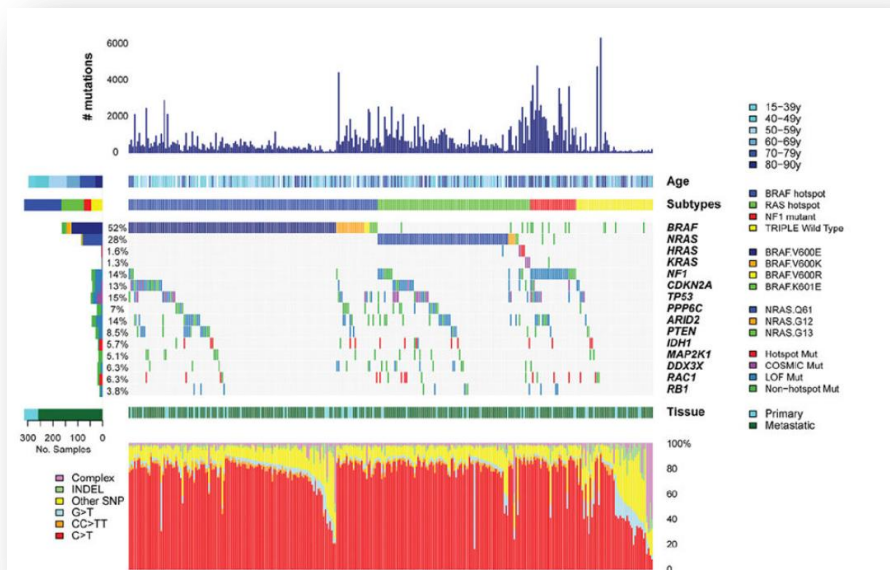 6000
4000
2000
0
# mutations
15-39y
40-49y
50-59y
60-69y
70-79y
80-90y
Age
Subtypes
BRAF hotspot
RAS hotspot
NF1 mutant
TRIPLE Wild Type
52% BRAF
28% NRAS
1.6% HRAS
1.3% KRAS
14% NF1
13% CDKN2A
15% TP53
7% PPP6C
14% ARID2
8.5% PTEN
5.7% IDH1
5.1% MAP2K1
6.3% DDX3X
6.3% RAC1
3.8% RB1
BRAF.V600E
BRAF.V600K
BRAF.V600R
BRAF.K601E
NRAS.Q61
NRAS.G12
NRAS.G13
Hotspot Mut
COSMIC Mut
LOF Mut
Non-hotspot Mut
Tissue
Primary
Metastatic
300 200 100 0
No. Samples
Complex
INDEL
Other SNP
G>T
CC>TT
C>T
100%
80
60
40
20
0